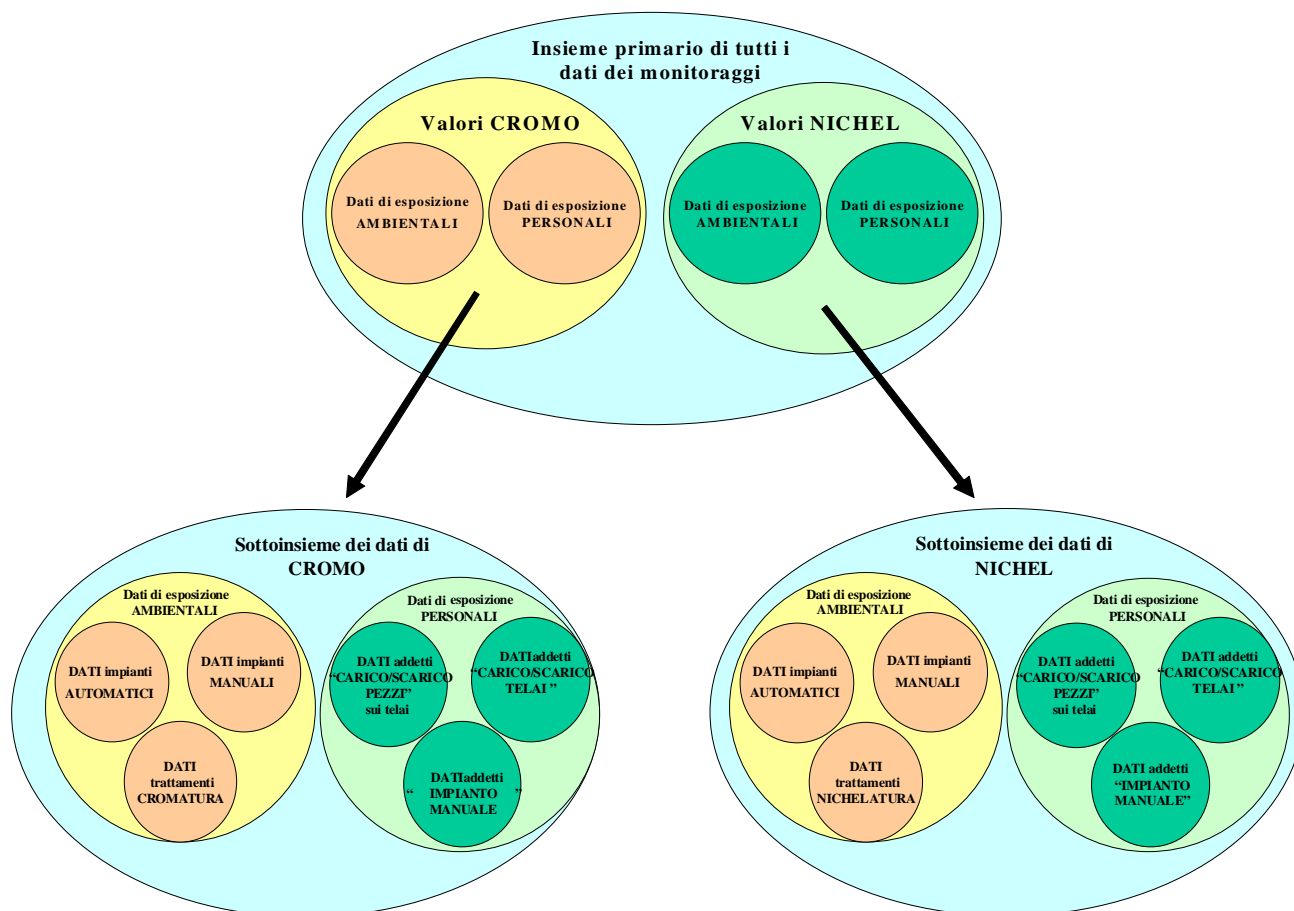 Insieme primario di tutti i
dati dei monitoraggi
Valori CROMO
Dati di esposizione
AMBIENTALI
Dati di esposizione
PERSONALI
Valori NICHEL
Dati di esposizione
AMBIENTALI
Dati di esposizione
PERSONALI
Sottoinsieme dei dati di
CROMO
Dati di esposizione
AMBIENTALI
DATI impianti
AUTOMATICI
DATI impianti
MANUALI
DATI
trattamenti
CROMATURA
Dati di esposizione
PERSONALI
DATI addetti
“CARICO/SCARICO
PEZZI”
sui telai
DATI addetti
“CARICO/SCARICO
TELAI ”
DATI addetti
“ IMPIANTO ”
MANUALE
Sottoinsieme dei dati di
NICHEL
Dati di esposizione
AMBIENTALI
DATI impianti
AUTOMATICI
DATI impianti
MANUALI
DATI
trattamenti
NICHELATURA
Dati di esposizione
PERSONALI
DATI addetti
“CARICO/SCARICO
PEZZI”
sui telai
DATI addetti
“CARICO/SCARICO
TELAI”
DATI addetti
“IMPIANTO
MANUALE”